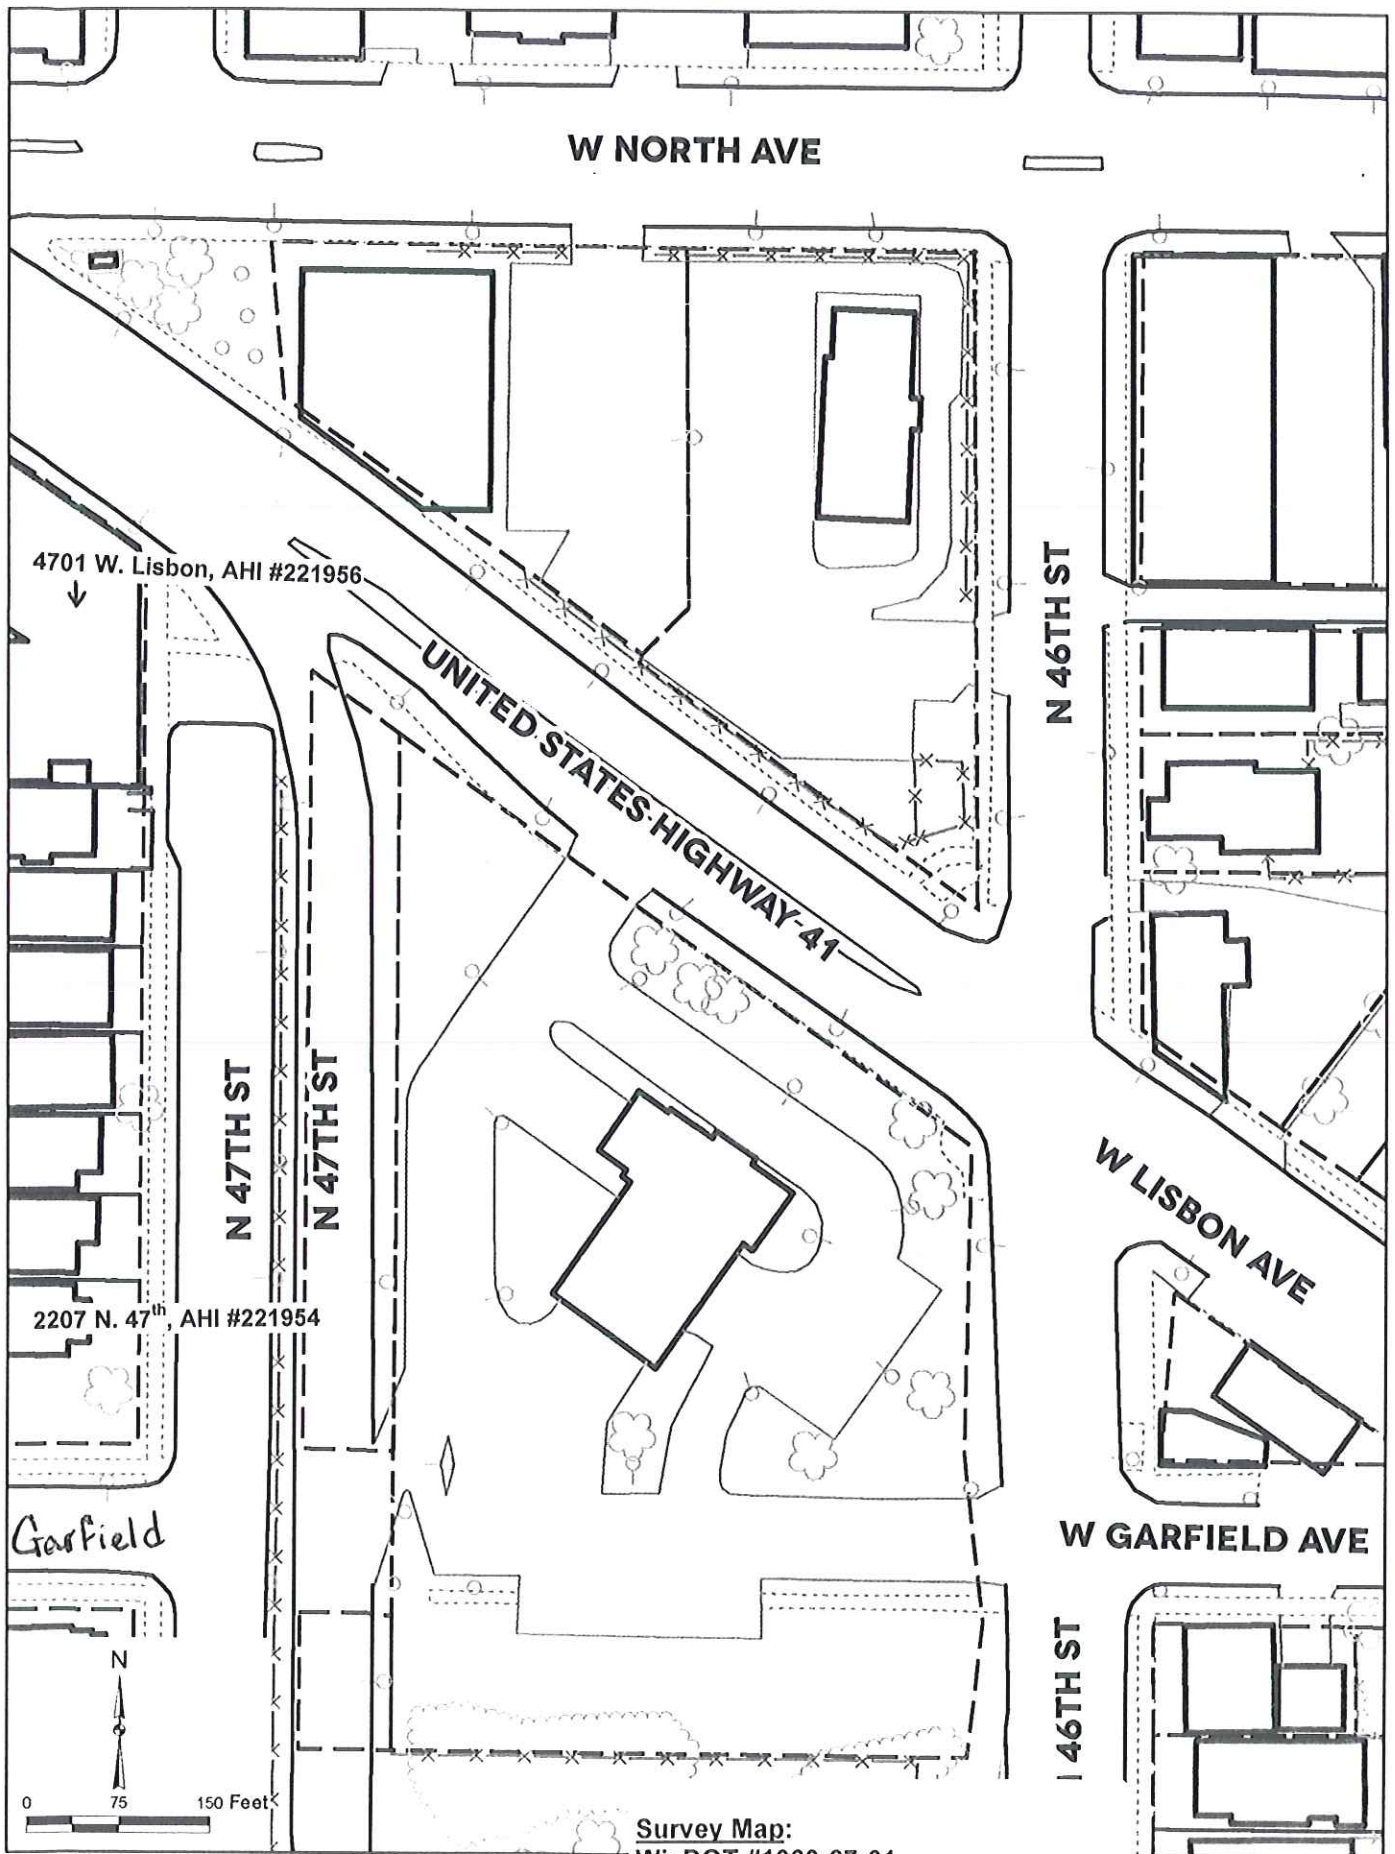 W NORTH AVE
4701 W. Lisbon, AHI #221956
UNITED STATES HIGHWAY 41
N 46TH ST
N 47TH ST
N 47TH ST
W LISBON AVE
2207 N. 47th, AHI #221954
Garfield
W GARFIELD AVE
46TH ST
N
0 75 150 Feet
Survey Map: